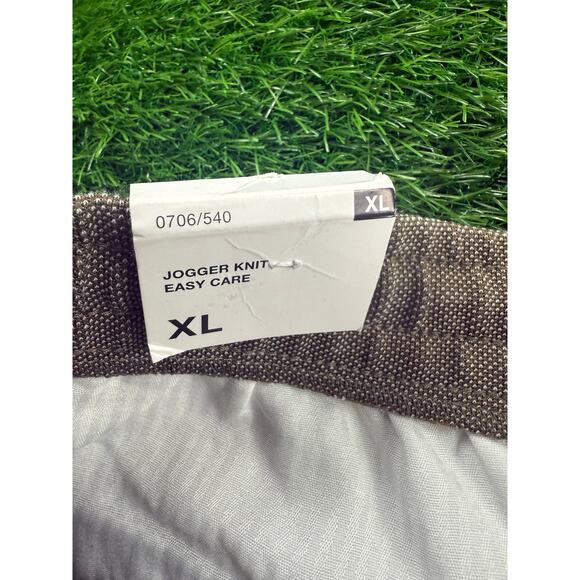 0706/540
XL
JOGGER KNIT
EASY CARE
XL